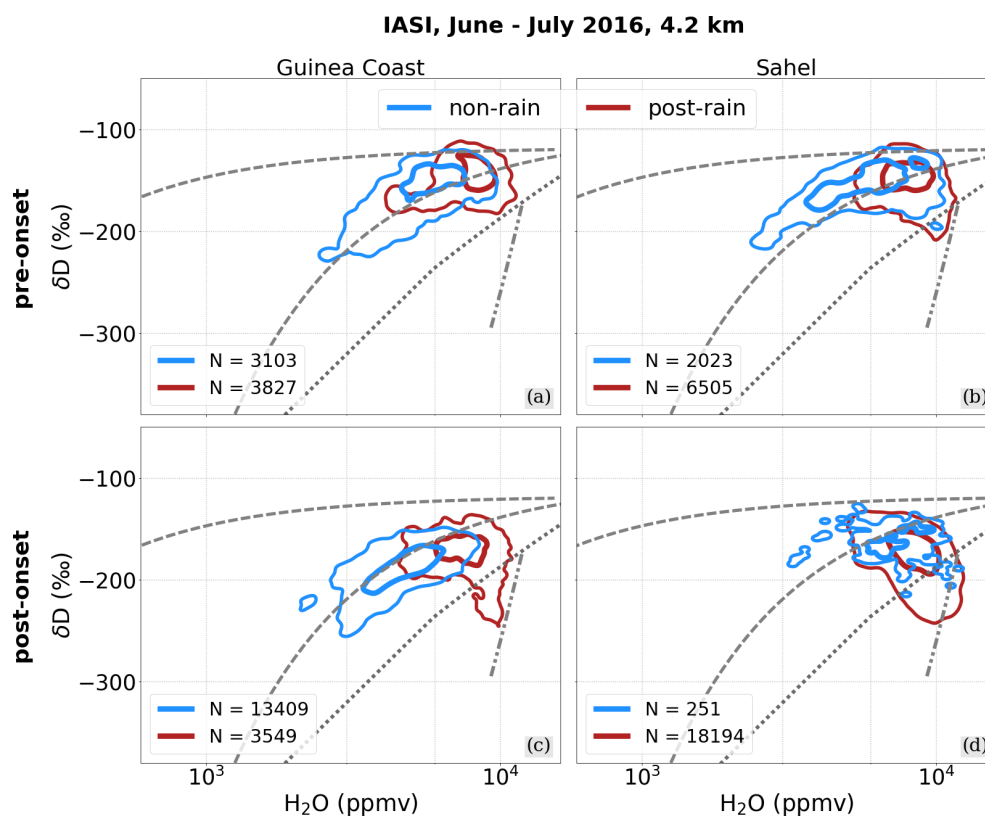 IASI, June - July 2016, 4.2 km
Guinea Coast
Sahel
non-rain
post-rain
pre-onset
δD (‰)
−100
−200
−300
N = 3103
N = 3827
(a)
N = 2023
N = 6505
(b)
post-onset
δD (‰)
−100
−200
−300
N = 13409
N = 3549
(c)
N = 251
N = 18194
(d)
10³
10⁴
10³
10⁴
H₂O (ppmv)
H₂O (ppmv)